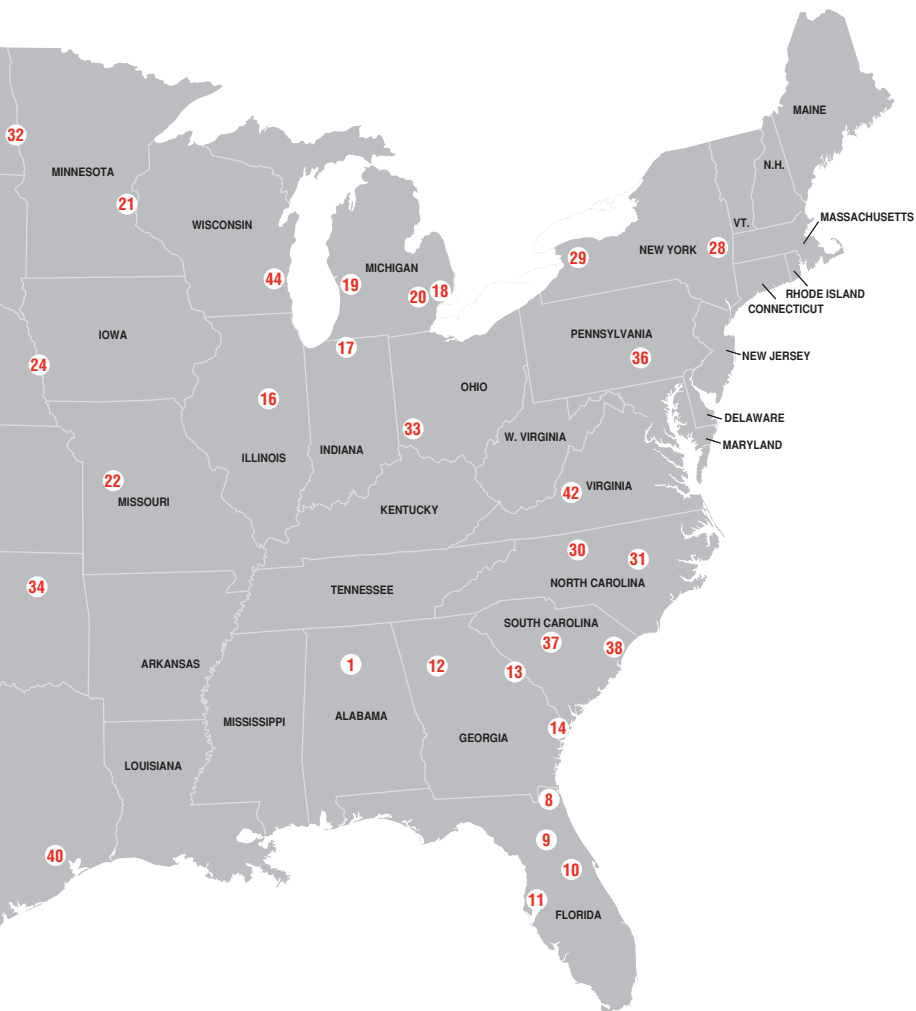 MAINE
32
N.H.
MINNESOTA
21
MASSACHUSETTS
WISCONSIN
VT.
NEW YORK
28
29
MICHIGAN
44
19
20
18
RHODE ISLAND
CONNECTICUT
IOWA
PENNSYLVANIA
17
36
NEW JERSEY
24
OHIO
16
DELAWARE
33
W. VIRGINIA
MARYLAND
INDIANA
ILLINOIS
22
MISSOURI
42
VIRGINIA
KENTUCKY
30
31
34
TENNESSEE
NORTH CAROLINA
SOUTH CAROLINA
37
38
ARKANSAS
1
12
13
MISSISSIPPI
ALABAMA
14
GEORGIA
LOUISIANA
8
9
40
10
11
FLORIDA